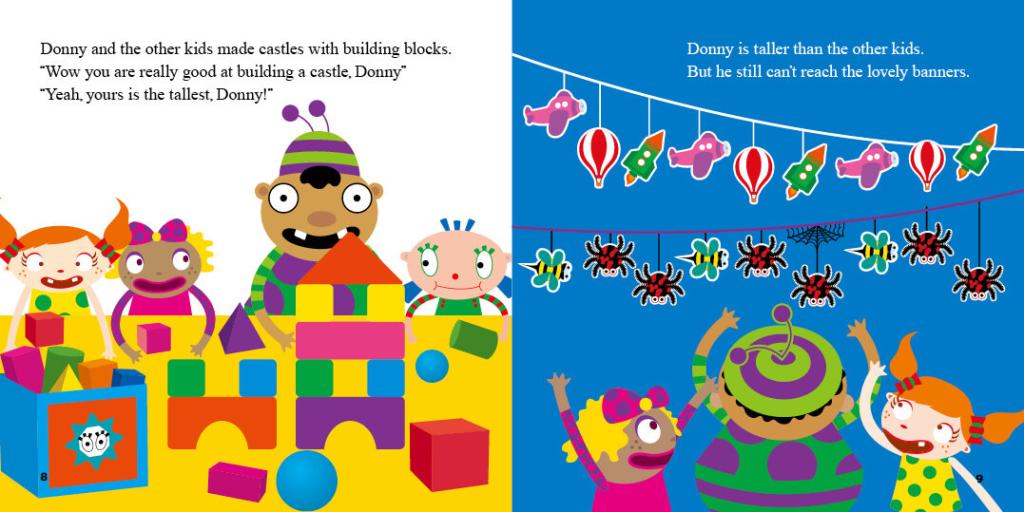 Donny and the other kids made castles with building blocks.
“Wow you are really good at building a castle, Donny”
“Yeah, yours is the tallest, Donny!”
8
Donny is taller than the other kids.
But he still can’t reach the lovely banners.
9